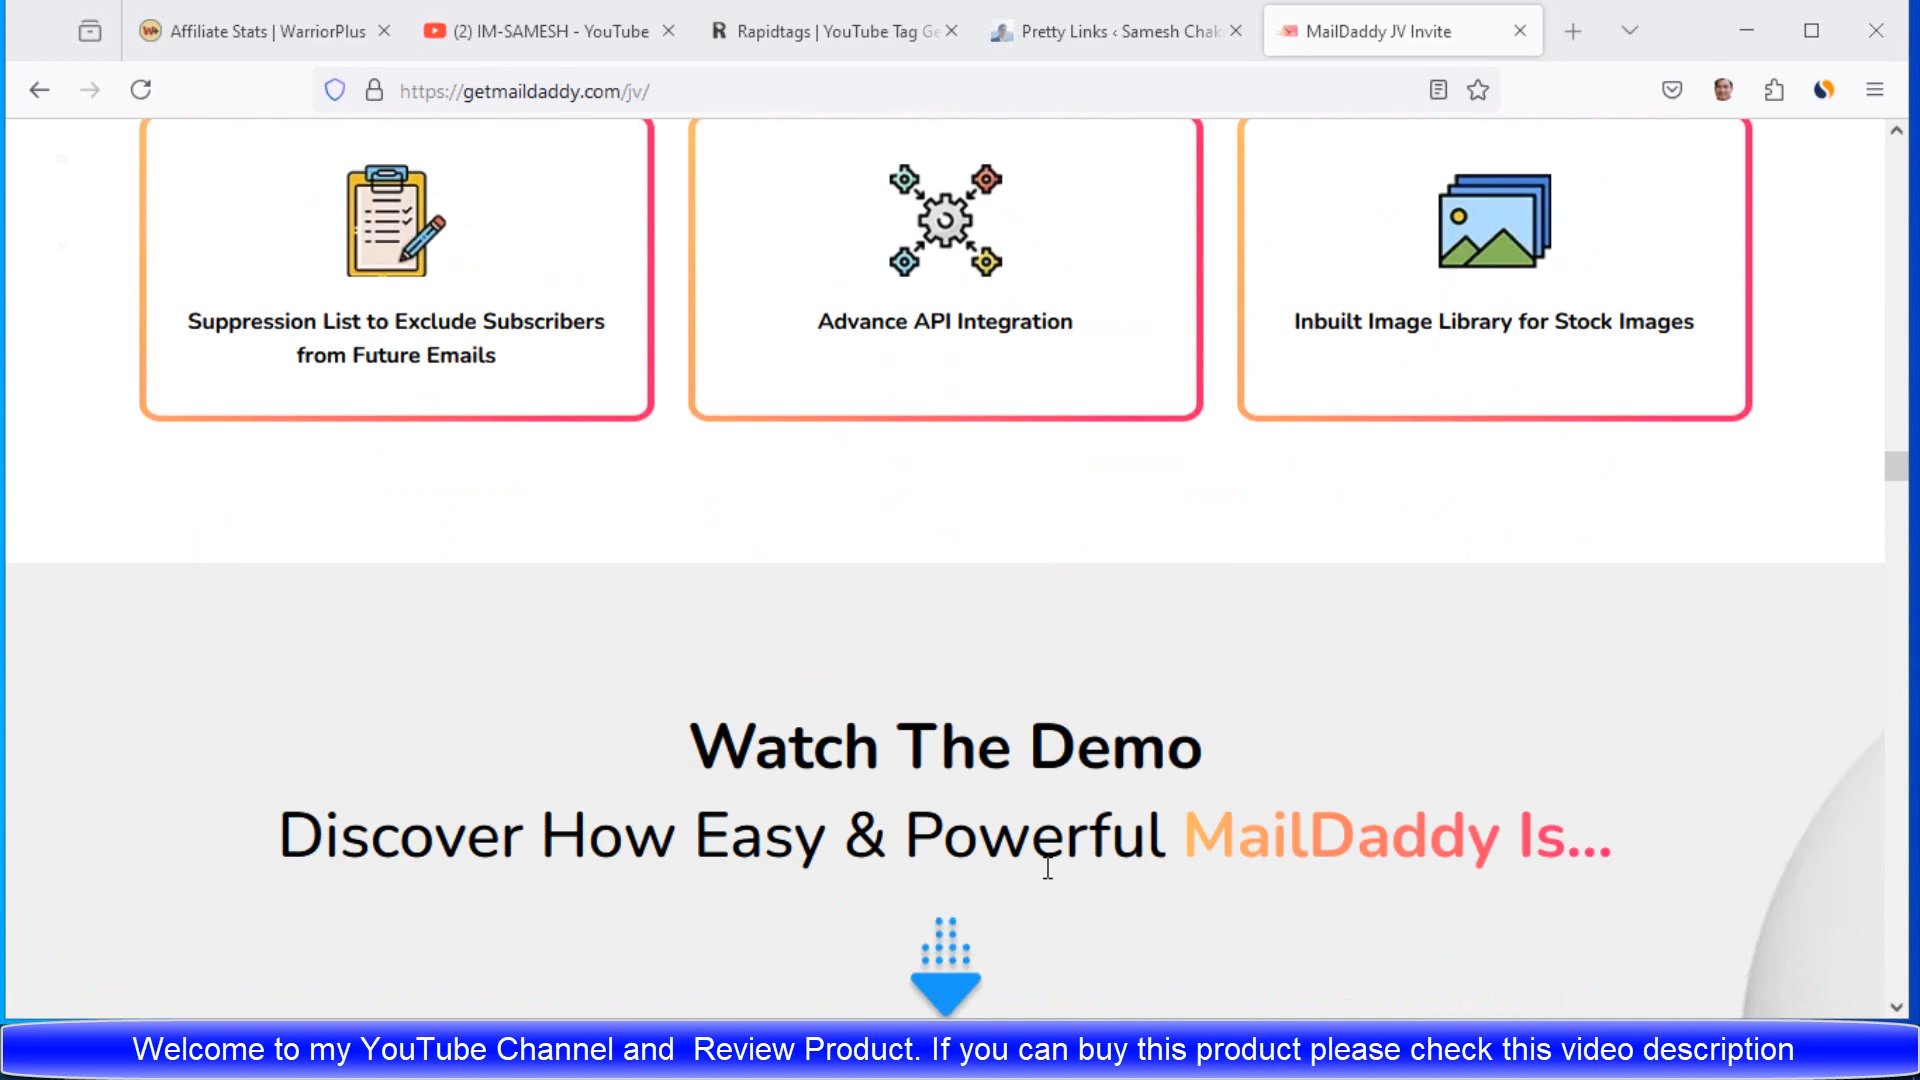 Affiliate Stats | WarriorPlus
(2) IM-SAMESH - YouTube
Rapidtags | YouTube Tag Ge
Pretty Links ‹ Samesh Chak
MailDaddy JV Invite
https://getmaildaddy.com/jv/
Suppression List to Exclude Subscribers
from Future Emails
Advance API Integration
Inbuilt Image Library for Stock Images
Watch The Demo
Discover How Easy & Powerful MailDaddy Is...
Welcome to my YouTube Channel and  Review Product. If you can buy this product please check this video description